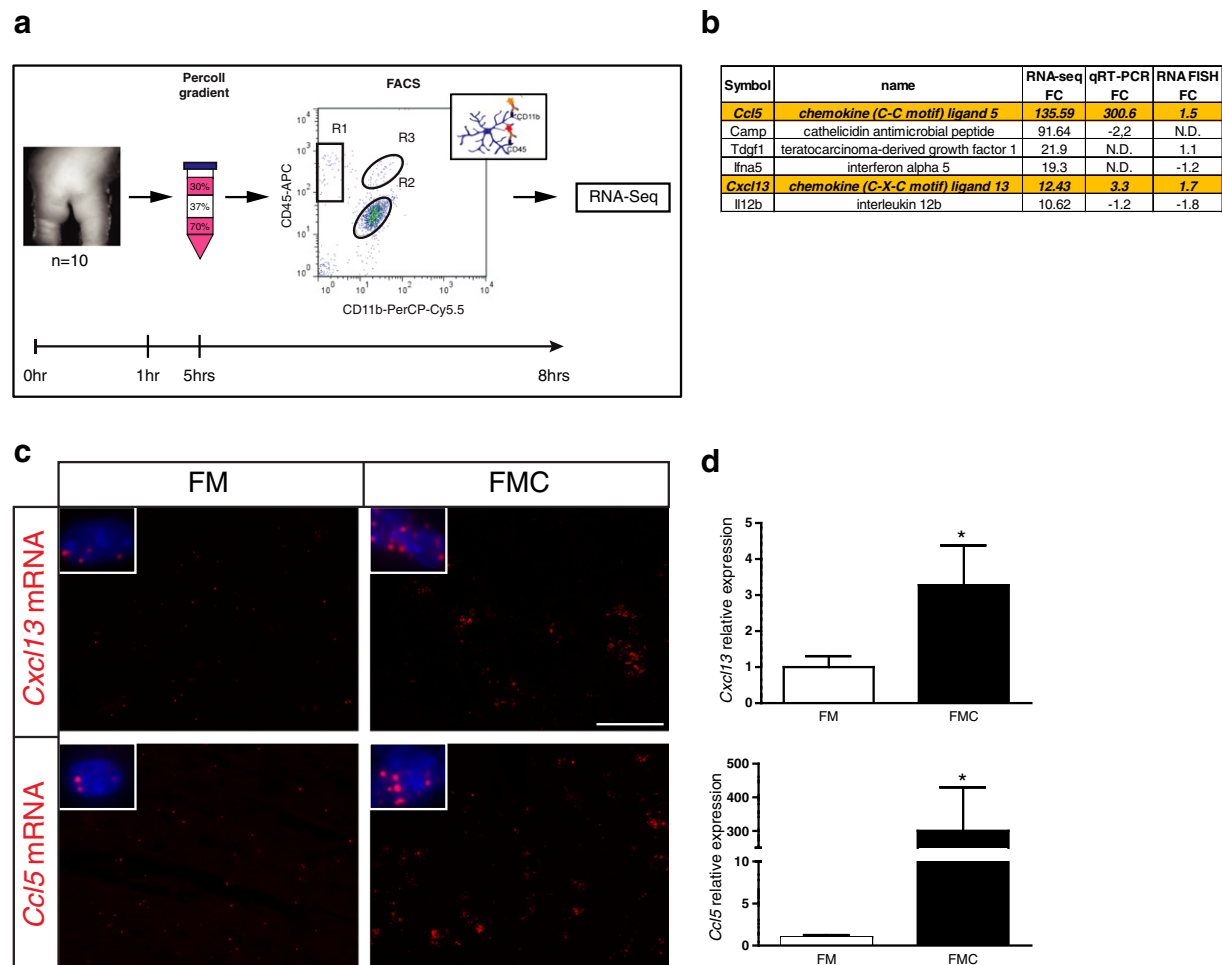 a
Percoll
gradient
FACS
30%
37%
70%
n=10
CD45-APC
10^4
10^3
10^2
10^1
10^0
R1
R3
R2
10^0 10^1 10^2 10^3 10^4
CD11b-PerCP-Cy5.5
CD11b
CD45
RNA-Seq
0hr 1hr 5hrs 8hrs
b
Symbol name RNA-seq FC qRT-PCR FC RNA FISH FC
Ccl5 chemokine (C-C motif) ligand 5 135.59 300.6 1.5
Camp cathelicidin antimicrobial peptide 91.64 -2,2 N.D.
Tdgf1 teratocarcinoma-derived growth factor 1 21.9 N.D. 1.1
Ifna5 interferon alpha 5 19.3 N.D. -1.2
Cxcl13 chemokine (C-X-C motif) ligand 13 12.43 3.3 1.7
Il12b interleukin 12b 10.62 -1.2 -1.8
c
FM FMC
Cxcl13 mRNA
Ccl5 mRNA
d
Cxcl13 relative expression
5
4
3
2
1
0
*
FM FMC
Ccl5 relative expression
500
400
300
10
5
0
*
FM FMC